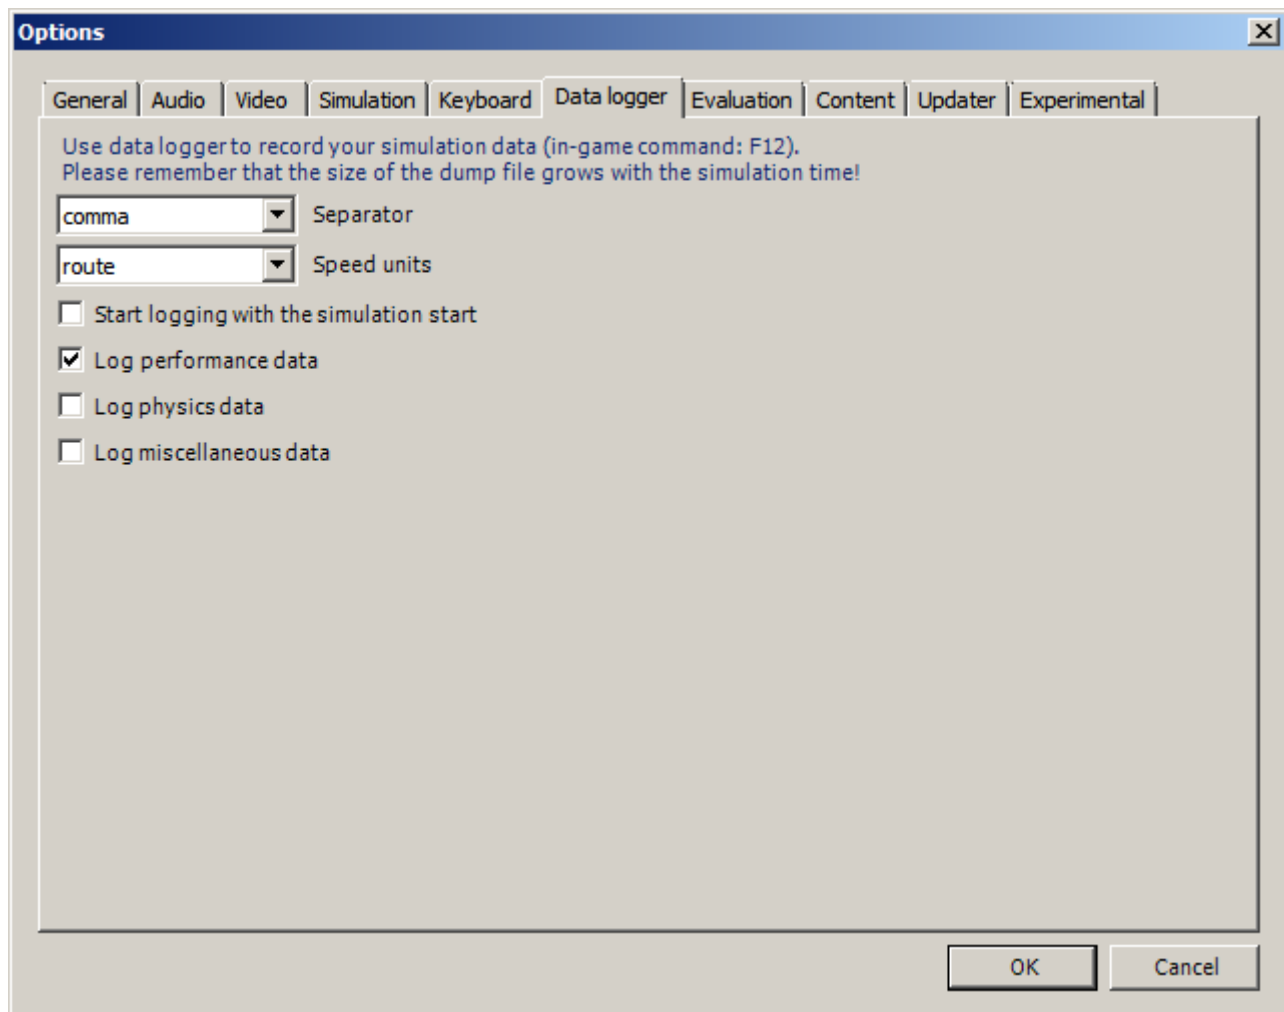 Options
General Audio Video Simulation Keyboard Data logger Evaluation Content Updater Experimental
Use data logger to record your simulation data (in-game command: F12).
Please remember that the size of the dump file grows with the simulation time!
comma Separator
route Speed units
Start logging with the simulation start
Log performance data
Log physics data
Log miscellaneous data
OK Cancel